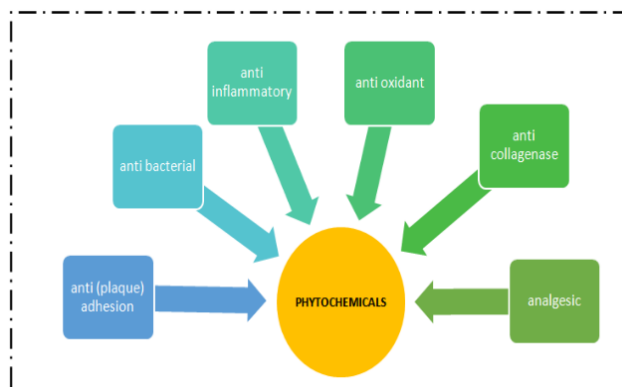 anti
inflammatory
anti oxidant
anti bacterial
anti
collagenase
anti (plaque)
adhesion
PHYTOCHEMICALS
analgesic